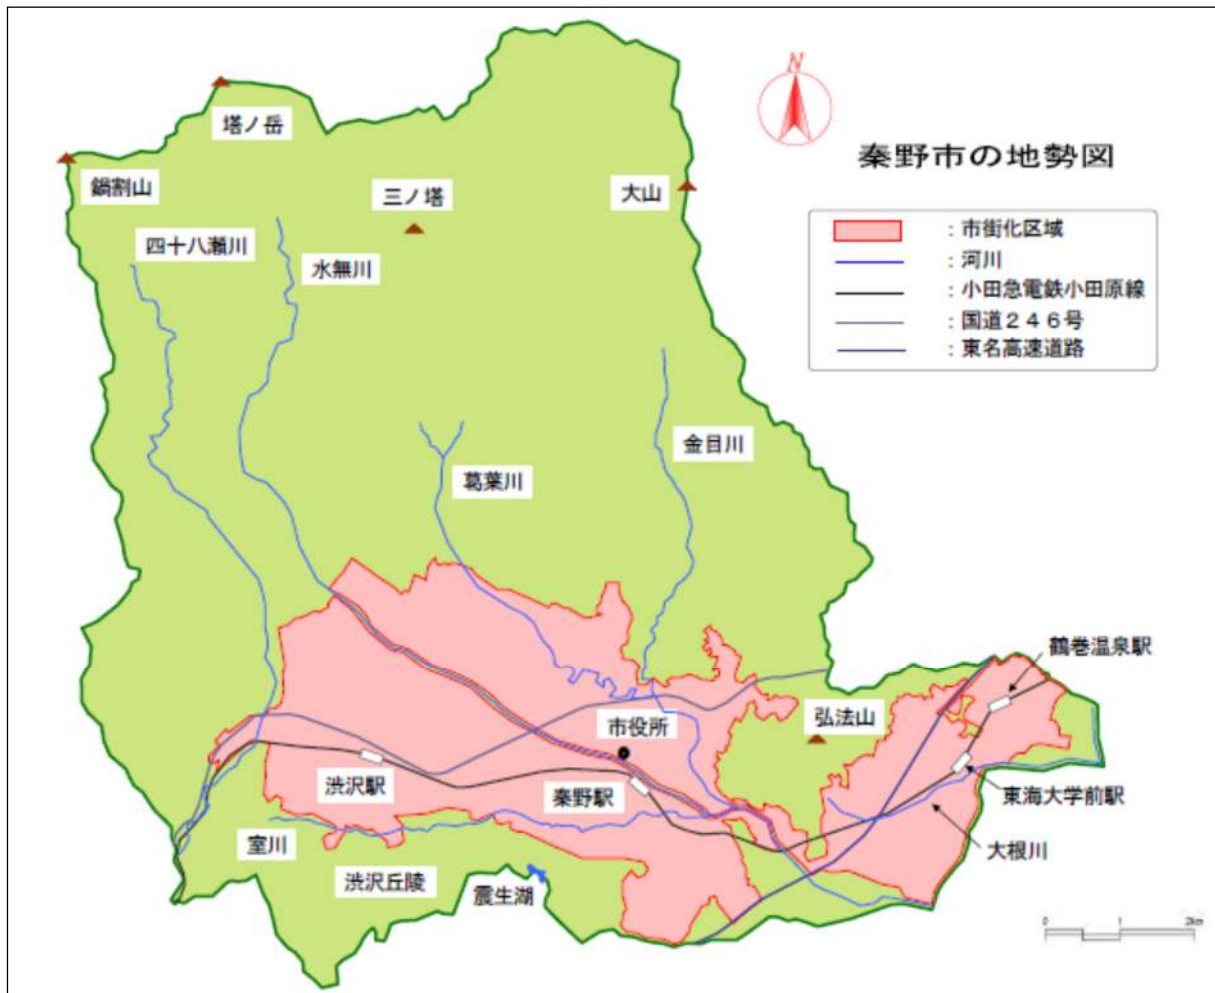 N
秦野市の地勢図
:市街化区域
:河川
:小田急電鉄小田原線
:国道246号
:東名高速道路
塔ノ岳
鍋割山
三ノ塔
大山
四十八瀬川
水無川
金目川
葛葉川
鶴巻温泉駅
弘法山
市役所
渋沢駅
秦野駅
東海大学前駅
室川
大根川
渋沢丘陵
震生湖
0 1 2km